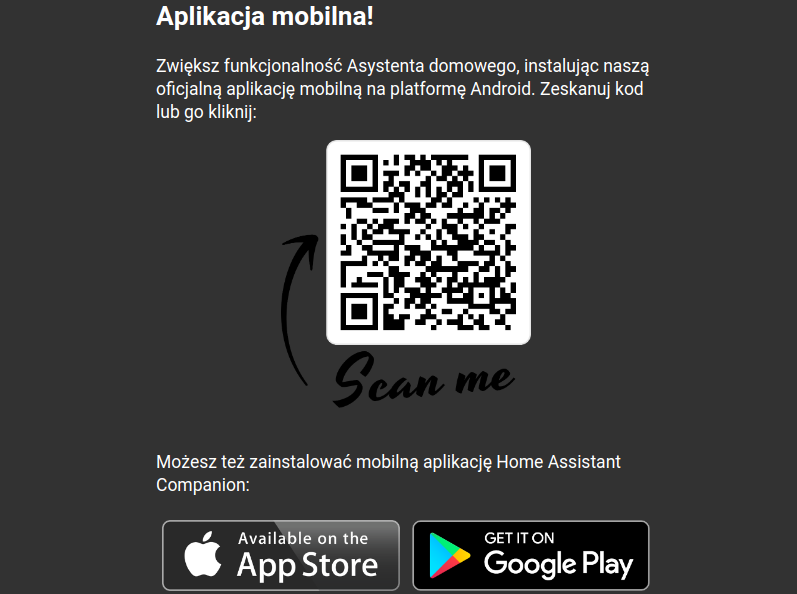 Aplikacja mobilna!
Zwiększ funkcjonalność Asystenta domowego, instalując naszą
oficjalną aplikację mobilną na platformę Android. Zeskanuj kod
lub go kliknij:
Scan me
Możesz też zainstalować mobilną aplikację Home Assistant
Companion:
Available on the
App Store
GET IT ON
Google Play